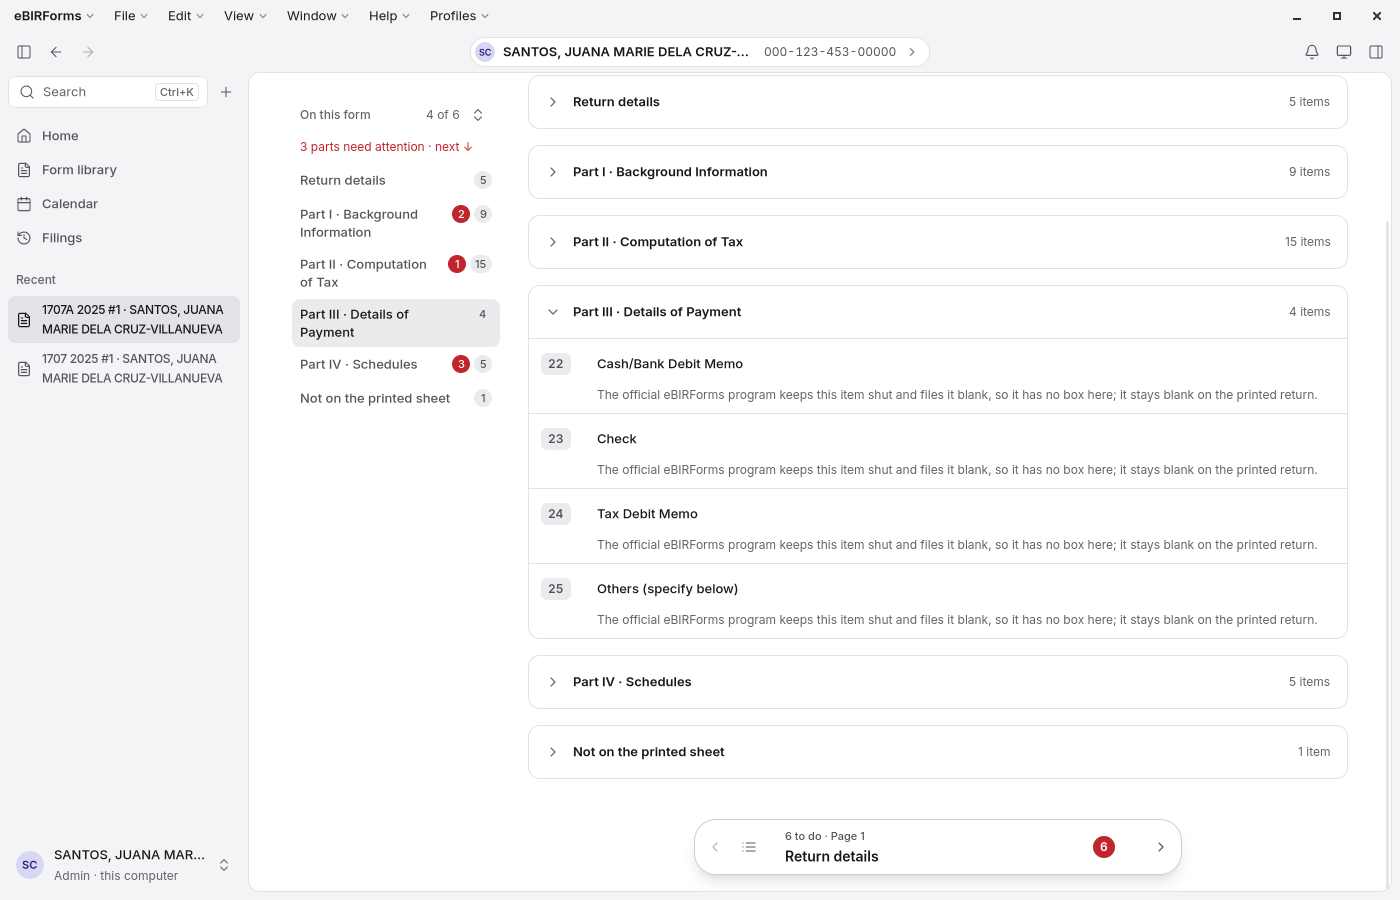 eBIRForms File Edit View Window Help Profiles
SC SANTOS, JUANA MARIE DELA CRUZ-... 000-123-453-00000
Search Ctrl+K
Home
Form library
Calendar
Filings
Recent
1707A 2025 #1 · SANTOS, JUANA
MARIE DELA CRUZ-VILLANUEVA
1707 2025 #1 · SANTOS, JUANA
MARIE DELA CRUZ-VILLANUEVA
SC SANTOS, JUANA MAR...
Admin · this computer
On this form 4 of 6
3 parts need attention · next ↓
Return details 5
Part I · Background 2 9
Information
Part II · Computation 1 15
of Tax
Part III · Details of 4
Payment
Part IV · Schedules 3 5
Not on the printed sheet 1
Return details 5 items
Part I · Background Information 9 items
Part II · Computation of Tax 15 items
Part III · Details of Payment 4 items
22 Cash/Bank Debit Memo
The official eBIRForms program keeps this item shut and files it blank, so it has no box here; it stays blank on the printed return.
23 Check
The official eBIRForms program keeps this item shut and files it blank, so it has no box here; it stays blank on the printed return.
24 Tax Debit Memo
The official eBIRForms program keeps this item shut and files it blank, so it has no box here; it stays blank on the printed return.
25 Others (specify below)
The official eBIRForms program keeps this item shut and files it blank, so it has no box here; it stays blank on the printed return.
Part IV · Schedules 5 items
Not on the printed sheet 1 item
6 to do · Page 1
Return details 6